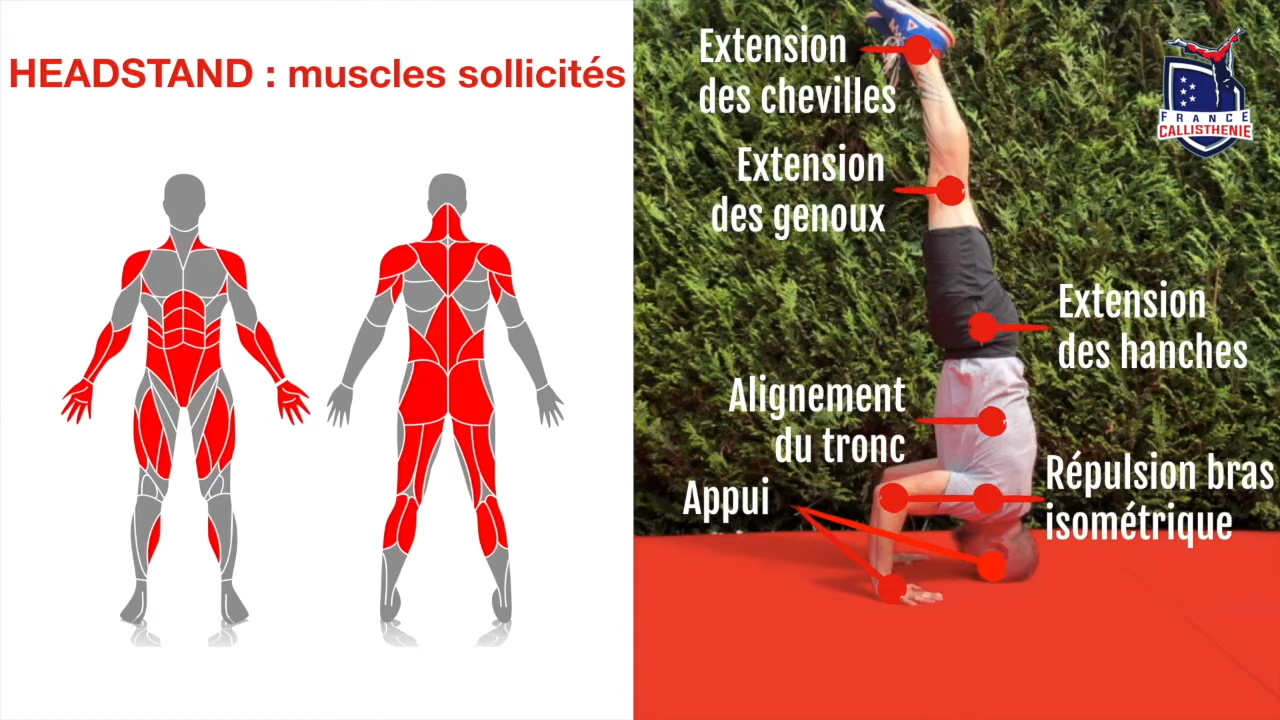 HEADSTAND : muscles sollicités
Extension
des chevilles
FRANCE
CALLISTHENIE
Extension
des genoux
Extension
des hanches
Alignement
du tronc
Appui
Répulsion bras
isométrique